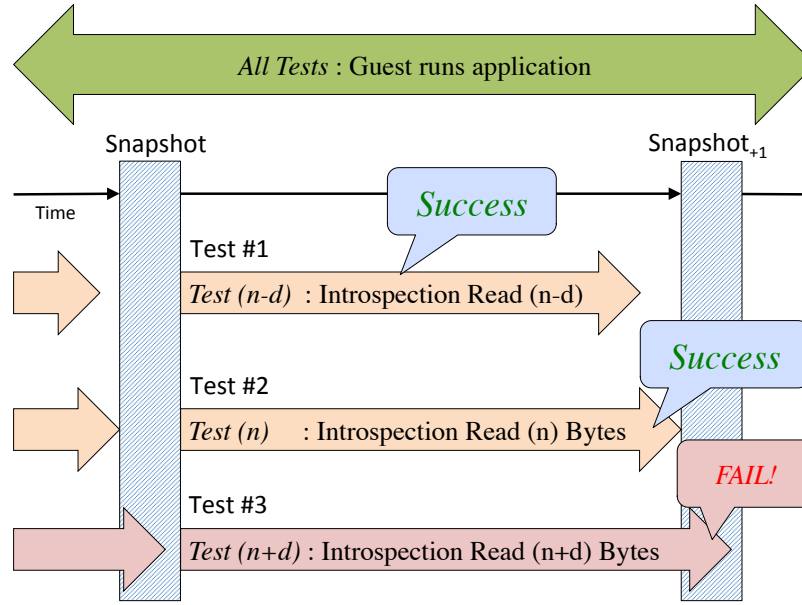 All Tests : Guest runs application
Snapshot
Snapshot+1
Time
Success
Test #1
Test (n-d) : Introspection Read (n-d)
Success
Test #2
Test (n) : Introspection Read (n) Bytes
FAIL!
Test #3
Test (n+d) : Introspection Read (n+d) Bytes